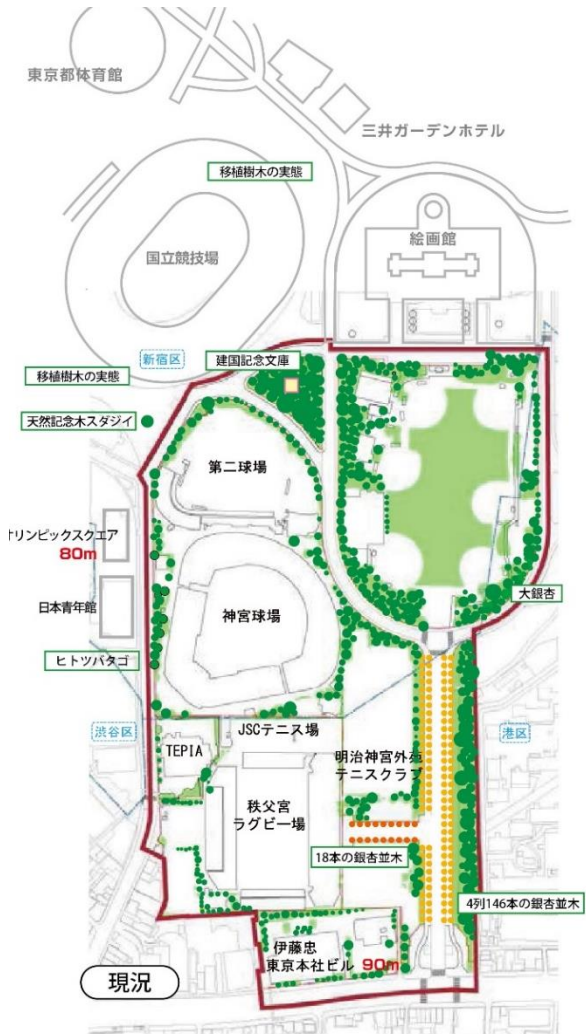 東京都体育館
三井ガーデンホテル
移植樹木の実態
絵画館
国立競技場
新宿区
建国記念文庫
移植樹木の実態
天然記念木スダジイ
第二球場
オリンピックスクエア
80m
大銀杏
日本青年館
神宮球場
ヒトツバタゴ
渋谷区
JSCテニス場
港区
TEPIA
明治神宮外苑
テニスクラブ
秩父宮
ラグビー場
18本の銀杏並木
4列146本の銀杏並木
伊藤忠
東京本社ビル 90m
現況